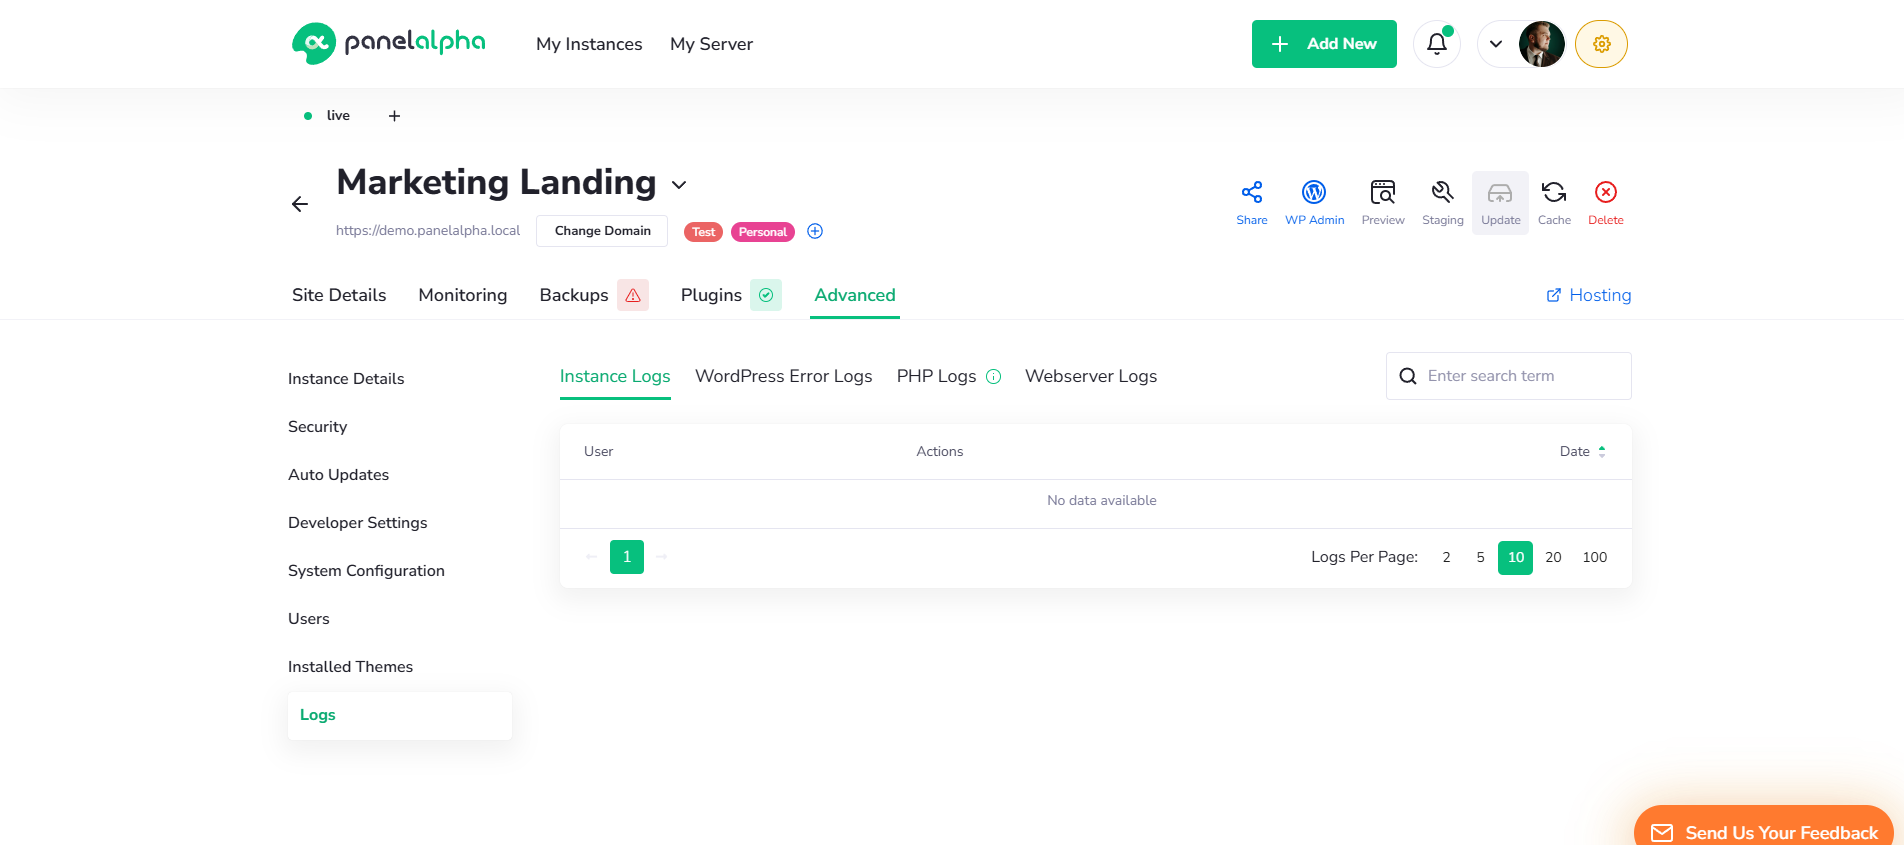 panelalpha My Instances My Server Add New
live
Marketing Landing
https://demo.panelalpha.local Change Domain Test Personal
Share WP Admin Preview Staging Update Cache Delete
Site Details Monitoring Backups Plugins Advanced Hosting
Instance Details
Security
Auto Updates
Developer Settings
System Configuration
Users
Installed Themes
Logs
Instance Logs WordPress Error Logs PHP Logs Webserver Logs Enter search term
User Actions Date
No data available
1 Logs Per Page: 2 5 10 20 100
Send Us Your Feedback